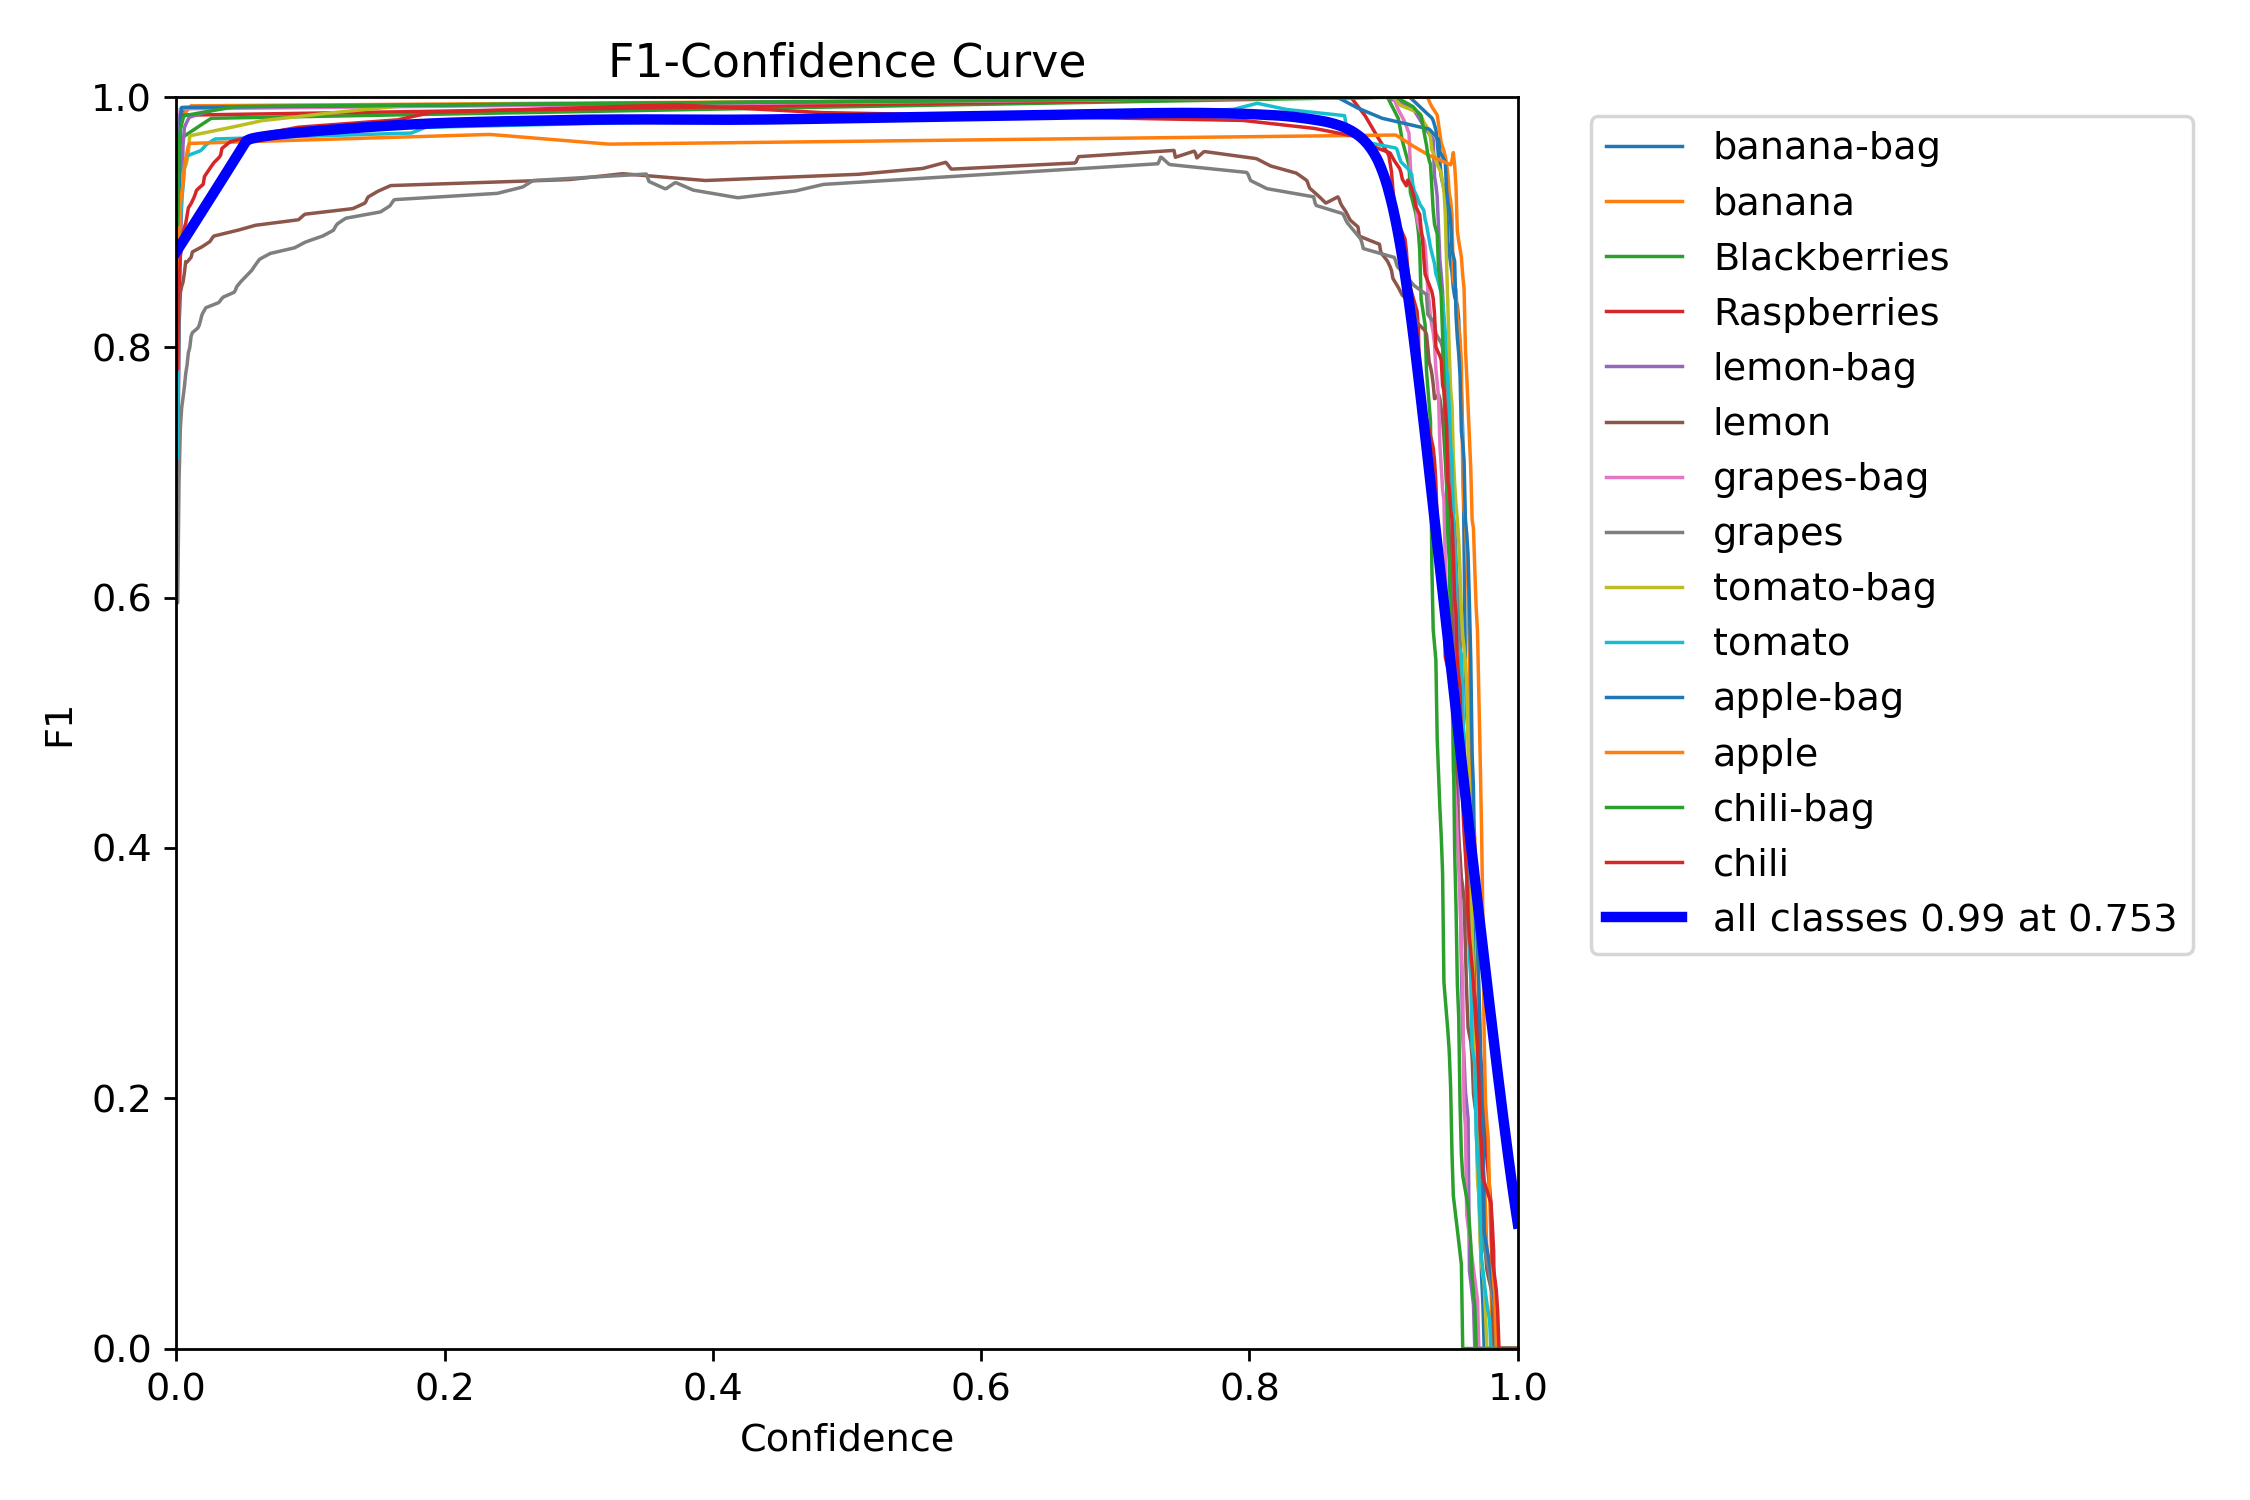 F1-Confidence Curve
1.0
0.8
0.6
0.4
0.2
0.0
F1
0.0 0.2 0.4 0.6 0.8 1.0
Confidence
banana-bag
banana
Blackberries
Raspberries
lemon-bag
lemon
grapes-bag
grapes
tomato-bag
tomato
apple-bag
apple
chili-bag
chili
all classes 0.99 at 0.753